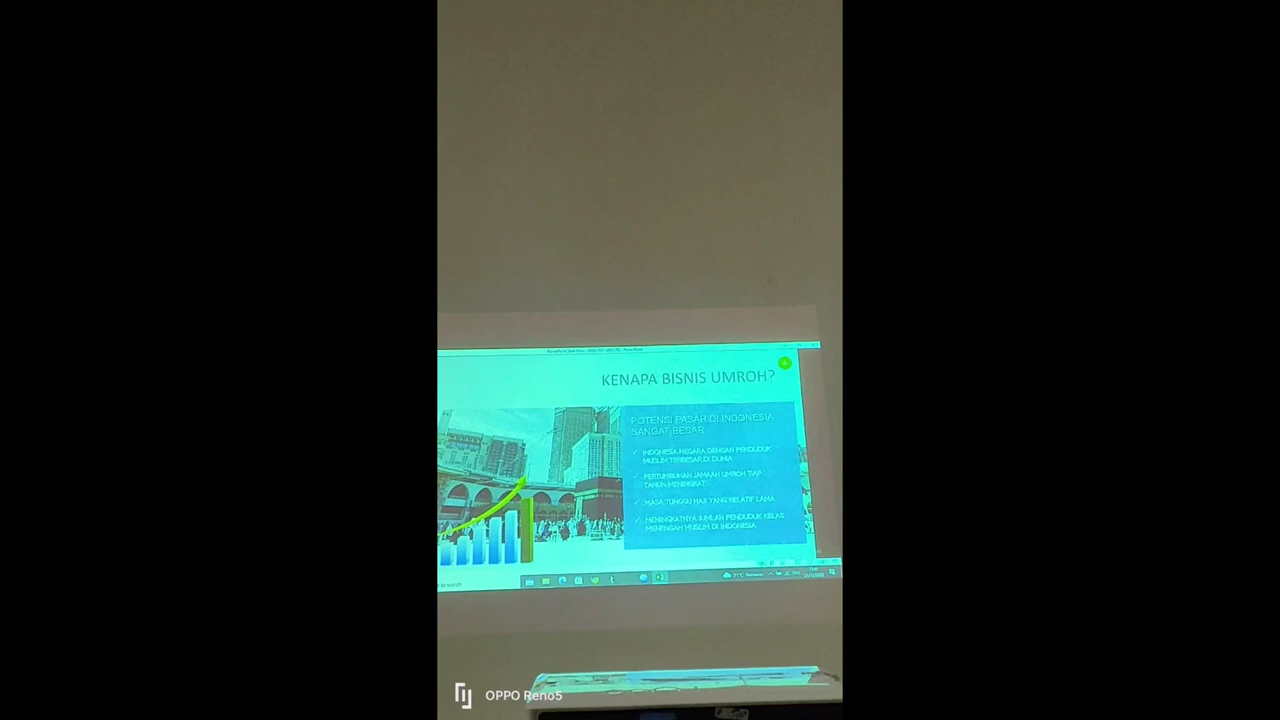 KENAPA BISNIS UMROH?
POTENSI PASAR DI INDONESIA
SANGAT BESAR
✓ INDONESIA NEGARA DENGAN PENDUDUK
MUSLIM TERBESAR DI DUNIA
✓ PERTUMBUHAN JAMAAH UMROH TIAP
TAHUN MENINGKAT
✓ MASA TUNGGU HAJI YANG RELATIF LAMA
✓ MENINGKATNYA JUMLAH PENDUDUK KELAS
MENENGAH MUSLIM DI INDONESIA
search
31°C
OPPO Reno5